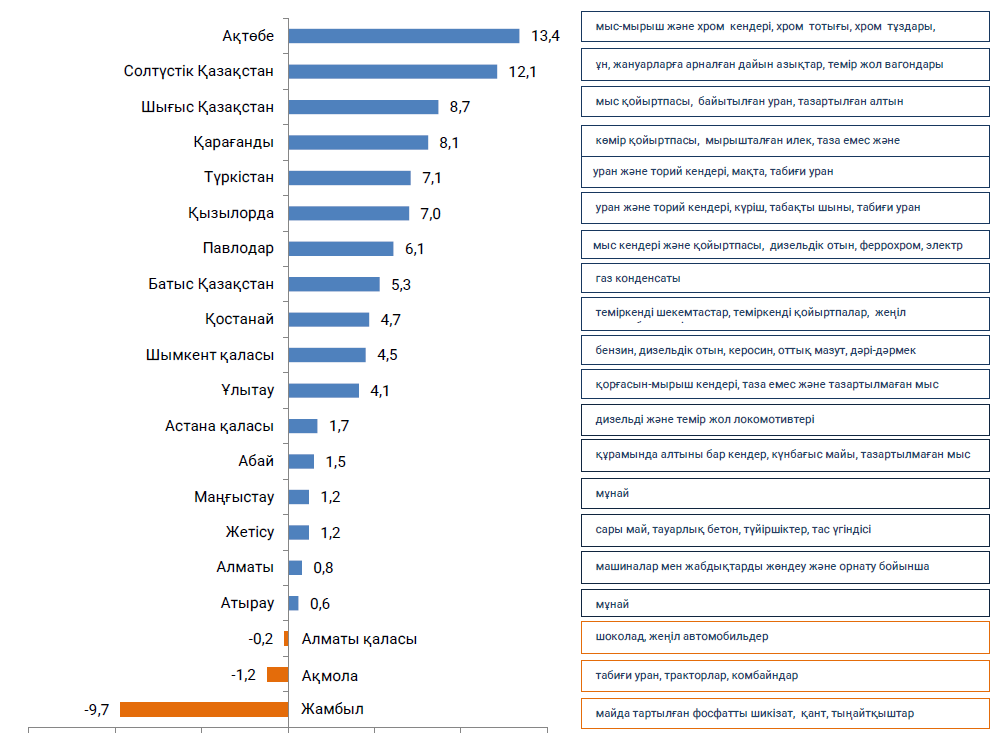 Ақтөбе 13,4 мыс-мырыш және хром кендері, хром тотығы, хром тұздары,
Солтүстік Қазақстан 12,1 ұн, жануарларға арналған дайын азықтар, темір жол вагондары
Шығыс Қазақстан 8,7 мыс қойыртпасы, байытылған уран, тазартылған алтын
Қарағанды 8,1 көмір қойыртпасы, мырышталған илек, таза емес және
Түркістан 7,1 уран және торий кендері, мақта, табиғи уран
Қызылорда 7,0 уран және торий кендері, күріш, табақты шыны, табиғи уран
Павлодар 6,1 мыс кендері және қойыртпасы, дизельдік отын, феррохром, электр
Батыс Қазақстан 5,3 газ конденсаты
Қостанай 4,7 теміркенді шекемтастар, теміркенді қойыртпалар, жеңіл
Шымкент қаласы 4,5 бензин, дизельдік отын, керосин, оттық мазут, дәрі-дәрмек
Ұлытау 4,1 қорғасын-мырыш кендері, таза емес және тазартылмаған мыс
Астана қаласы 1,7 дизельді және темір жол локомотивтері
Абай 1,5 құрамында алтыны бар кендер, күнбағыс майы, тазартылмаған мыс
Маңғыстау 1,2 мұнай
Жетісу 1,2 сары май, тауарлық бетон, түйіршіктер, тас үгіндісі
Алматы 0,8 машиналар мен жабдықтарды жөндеу және орнату бойынша
Атырау 0,6 мұнай
-0,2 Алматы қаласы шоколад, жеңіл автомобильдер
-1,2 Ақмола табиғи уран, тракторлар, комбайндар
-9,7 Жамбыл майда тартылған фосфатты шикізат, қант, тыңайтқыштар